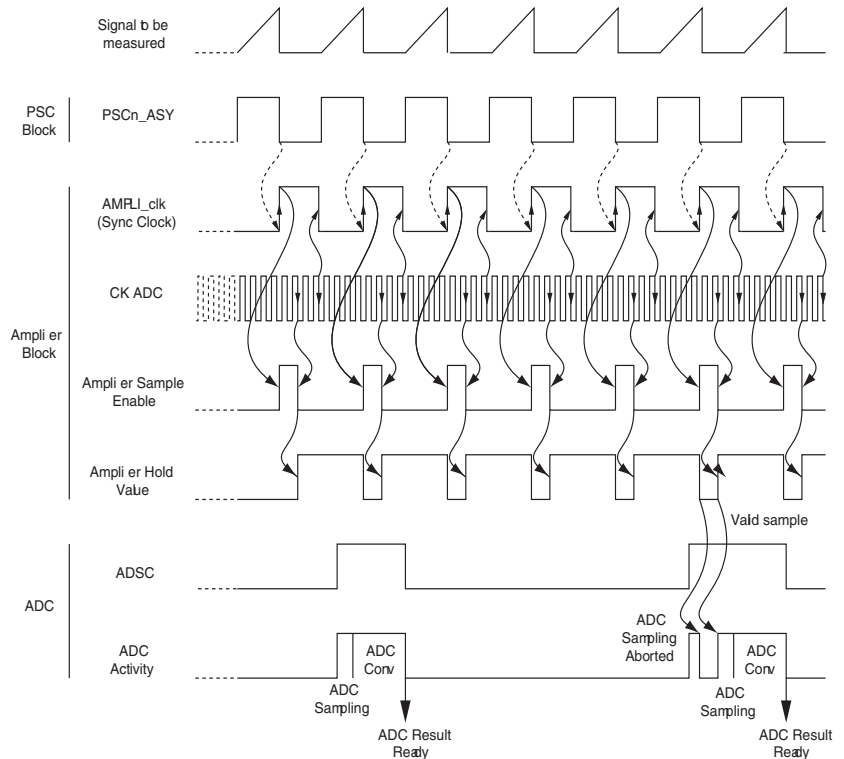 Signal to be
measured
PSC
Block
PSCn_ASY
AMPLI_clk
(Sync Clock)
CK ADC
Ampli er
Block
Ampli er Sample
Enable
Ampli er Hold
Value
Valid sample
ADSC
ADC
ADC
Sampling
Aborted
ADC
Activity
ADC
Conv
ADC
Conv
ADC
Sampling
ADC
Sampling
ADC Result
Ready
ADC Result
Ready